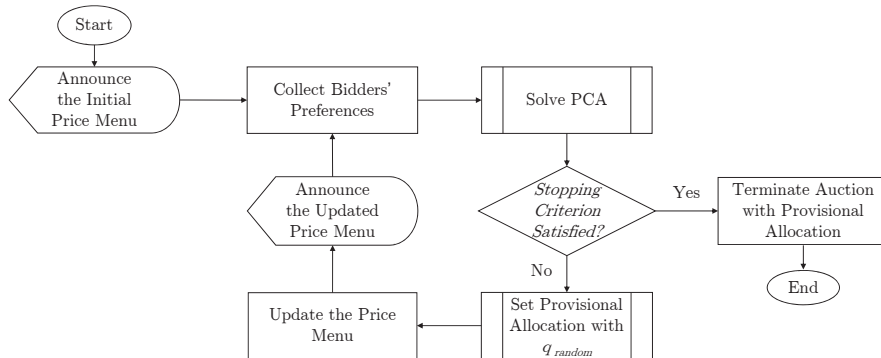 Start
Announce
the Initial
Price Menu
Collect Bidders'
Preferences
Solve PCA
Announce
the Updated
Price Menu
Stopping
Criterion
Satisfied?
Yes
Terminate Auction
with Provisional
Allocation
No
End
Update the Price
Menu
Set Provisional
Allocation with
q random